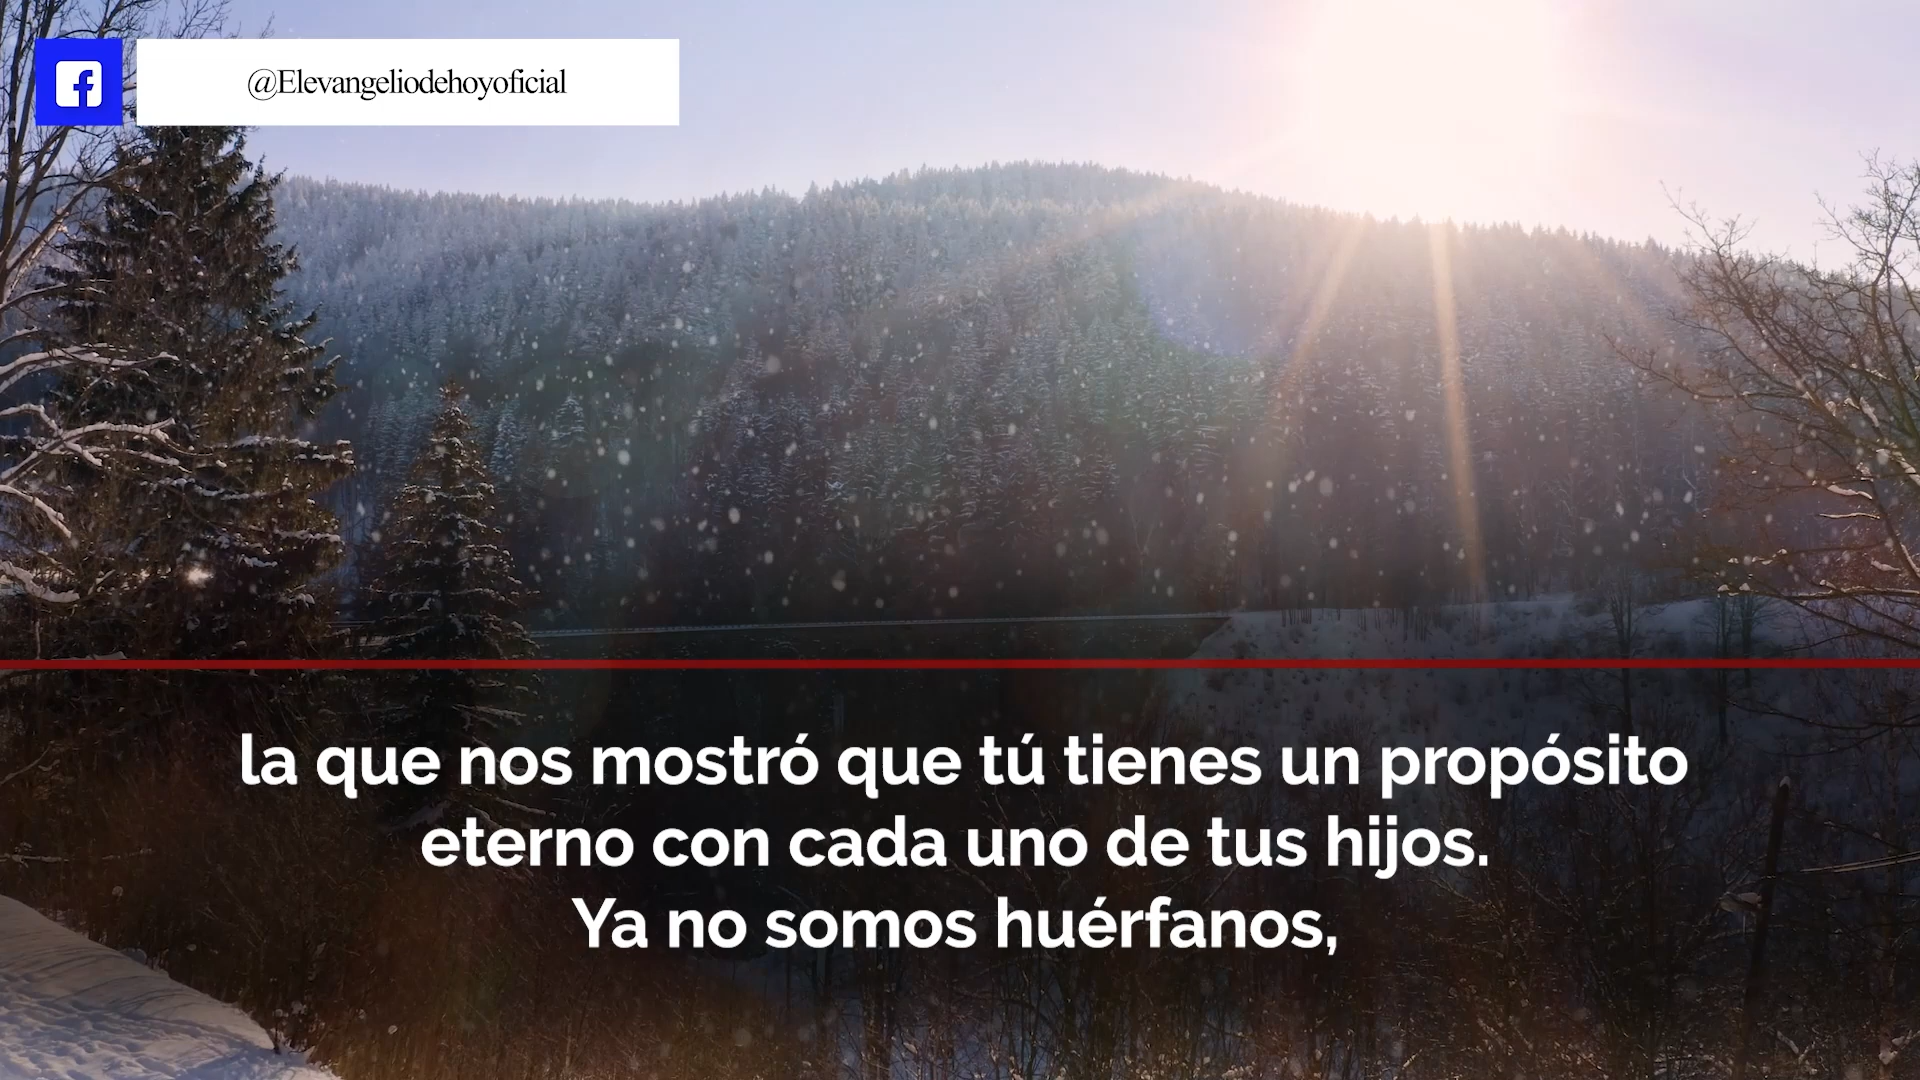 @Elevangeliodehoyoficial
la que nos mostró que tú tienes un propósito
eterno con cada uno de tus hijos.
Ya no somos huérfanos,